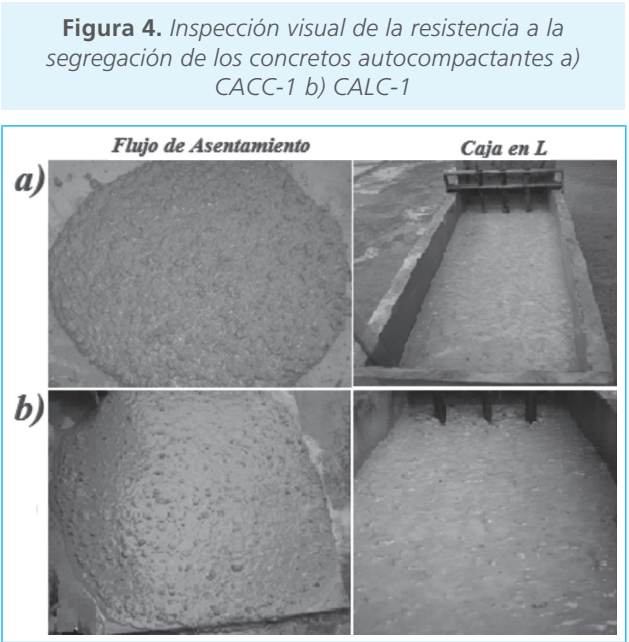 Figura 4. Inspección visual de la resistencia a la
segregación de los concretos autocompactantes a)
CACC-1 b) CALC-1
Flujo de Asentamiento Caja en L
a)
b)